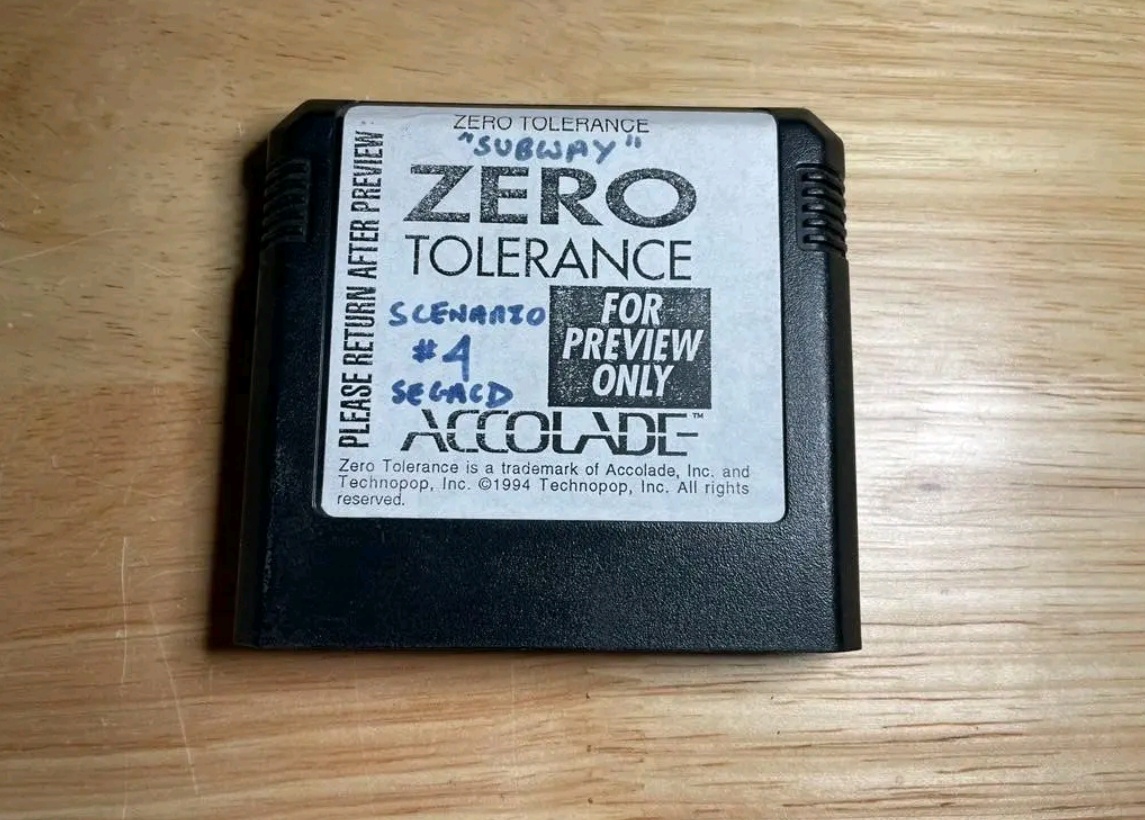 ZERO TOLERANCE
"SUBWAY"
ZERO
TOLERANCE
PLEASE RETURN AFTER PREVIEW
SCENARIO
#4
SEGACD
FOR
PREVIEW
ONLY
ACCOLADE™
Zero Tolerance is a trademark of Accolade, Inc. and
Technopop, Inc. ©1994 Technopop, Inc. All rights
reserved.